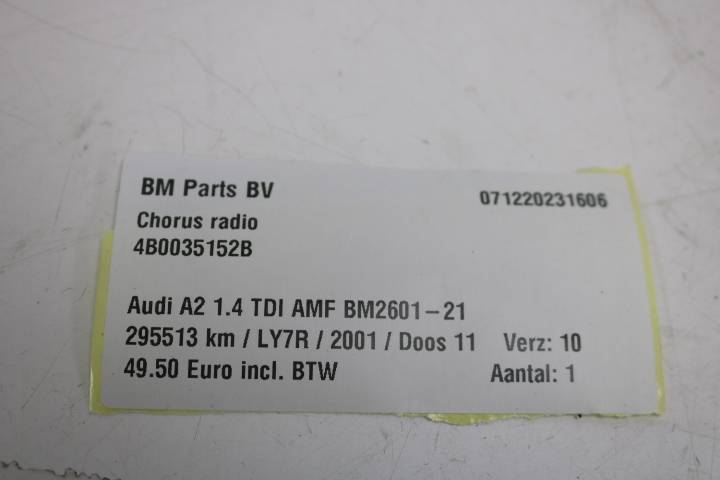 BM Parts BV 071220231606
Chorus radio
4B0035152B
Audi A2 1.4 TDI AMF BM2601-21
295513 km / LY7R / 2001 / Doos 11 Verz: 10
49.50 Euro incl. BTW Aantal: 1